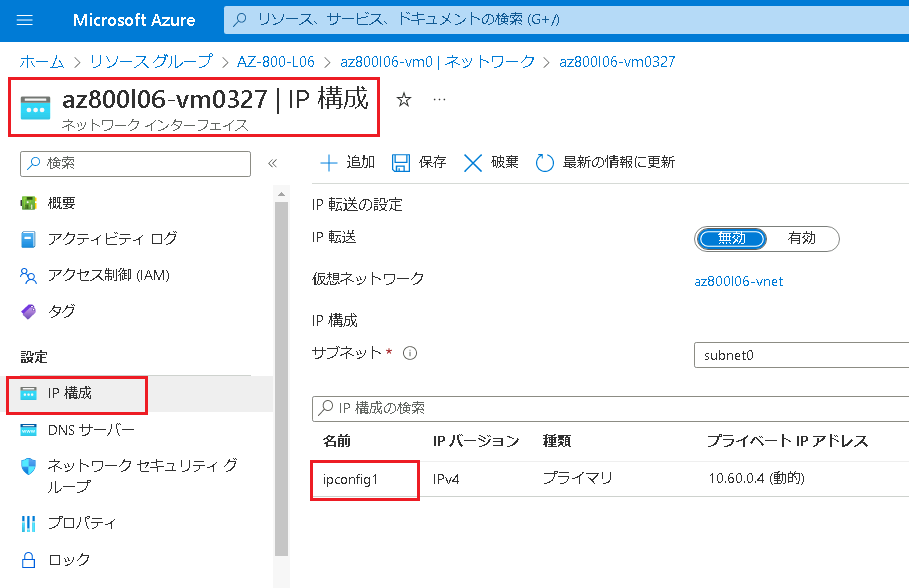 Microsoft Azure
リソース、サービス、ドキュメントの検索 (G+/)
ホーム > リソース グループ > AZ-800-L06 > az800l06-vm0 | ネットワーク > az800l06-vm0327
az800l06-vm0327 | IP 構成
ネットワーク インターフェイス
検索
概要
アクティビティ ログ
アクセス制御 (IAM)
タグ
設定
IP 構成
DNS サーバー
ネットワーク セキュリティ グ
ループ
プロパティ
ロック
追加 保存 破棄 最新の情報に更新
IP 転送の設定
IP 転送 無効 有効
仮想ネットワーク az800l06-vnet
IP 構成
サブネット * subnet0
IP 構成の検索
名前 IP バージョン 種類 プライベート IP アドレス
ipconfig1 IPv4 プライマリ 10.60.0.4 (動的)